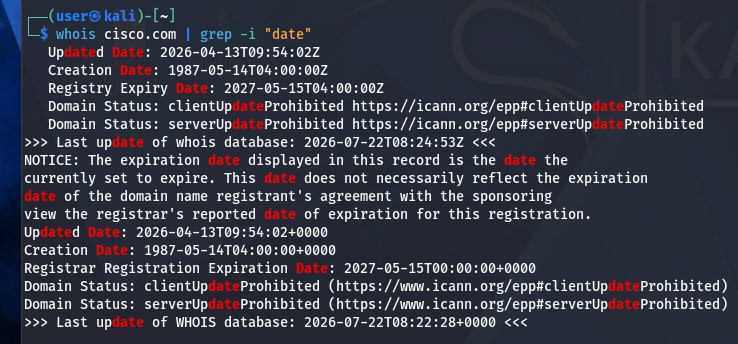 ┌──(user㉿kali)-[~]
└─$ whois cisco.com | grep -i "date"
   Updated Date: 2026-04-13T09:54:02Z
   Creation Date: 1987-05-14T04:00:00Z
   Registry Expiry Date: 2027-05-15T04:00:00Z
   Domain Status: clientUpdateProhibited https://icann.org/epp#clientUpdateProhibited
   Domain Status: serverUpdateProhibited https://icann.org/epp#serverUpdateProhibited
>>> Last update of whois database: 2026-07-22T08:24:53Z <<<
NOTICE: The expiration date displayed in this record is the date the
currently set to expire. This date does not necessarily reflect the expiration
date of the domain name registrant's agreement with the sponsoring
view the registrar's reported date of expiration for this registration.
Updated Date: 2026-04-13T09:54:02+0000
Creation Date: 1987-05-14T04:00:00+0000
Registrar Registration Expiration Date: 2027-05-15T00:00:00+0000
Domain Status: clientUpdateProhibited (https://www.icann.org/epp#clientUpdateProhibited)
Domain Status: serverUpdateProhibited (https://www.icann.org/epp#serverUpdateProhibited)
>>> Last update of WHOIS database: 2026-07-22T08:22:28+0000 <<<